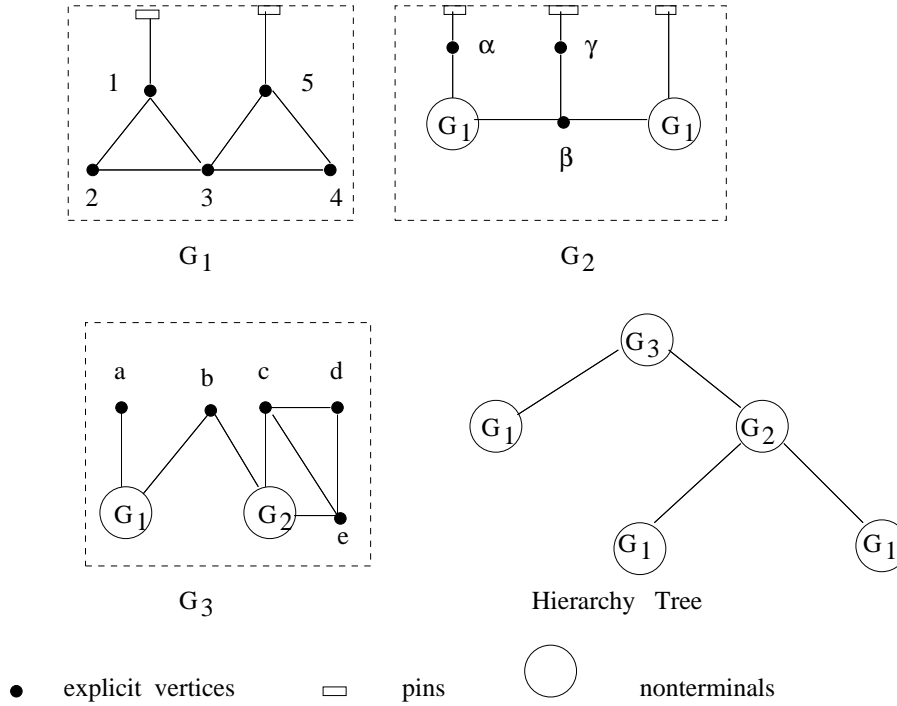 1 5
2 3 4
G1
α γ
G1 G1
β
G2
a b c d
G1 G2
e
G3
G3
G1 G2
G1 G1
Hierarchy Tree
explicit vertices pins nonterminals